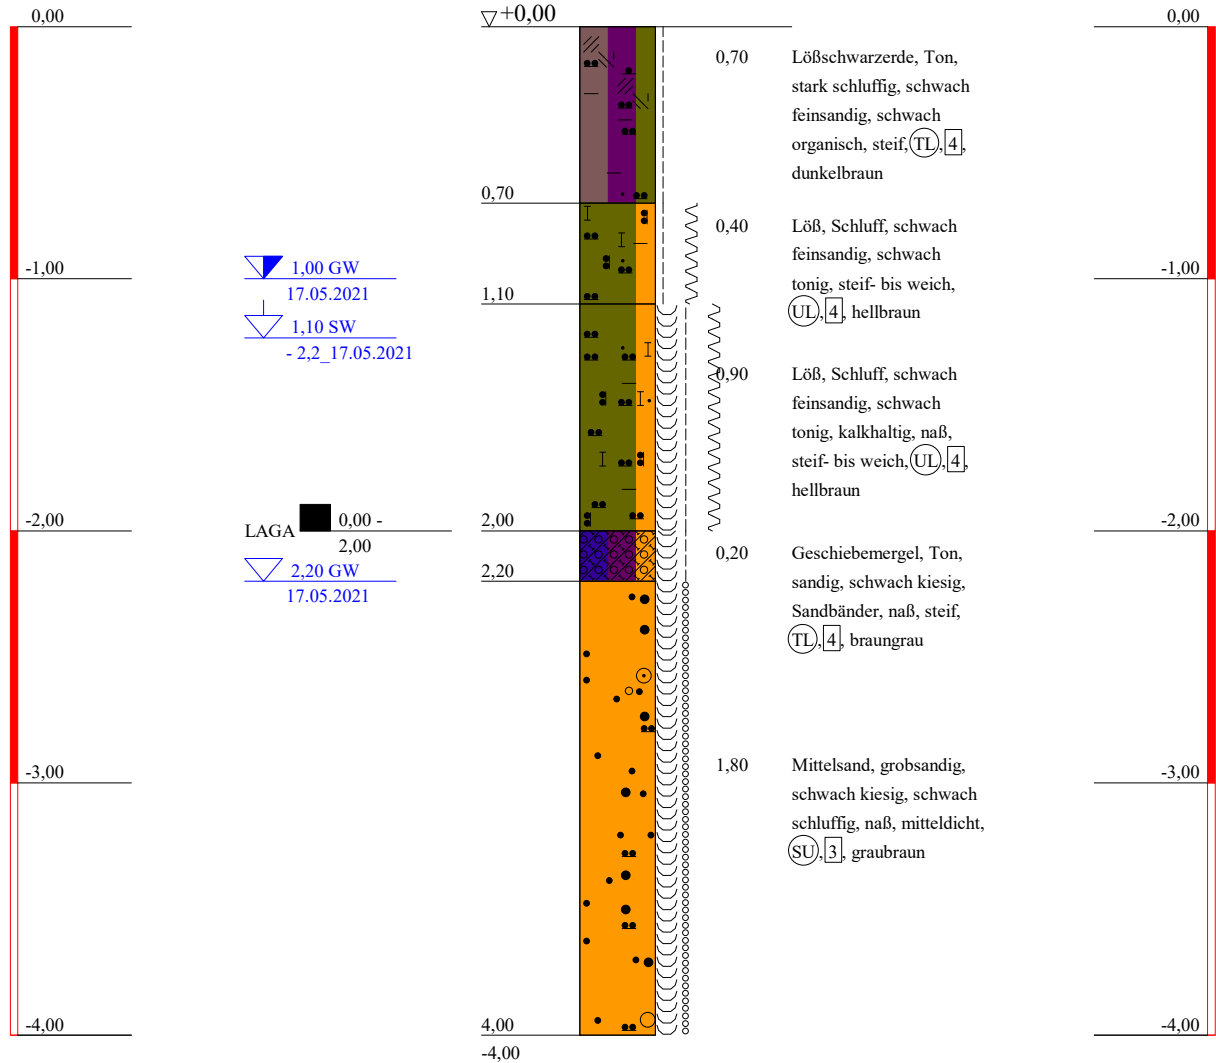 0,00
+0,00
0,00
0,70
Lößschwarzerde, Ton,
stark schluffig, schwach
feinsandig, schwach
organisch, steif, TL, 4,
dunkelbraun
0,70
0,40
Löß, Schluff, schwach
feinsandig, schwach
tonig, steif- bis weich,
UL, 4, hellbraun
1,00 GW
17.05.2021
-1,00
-1,00
1,10
1,10 SW
- 2,2_17.05.2021
0,90
Löß, Schluff, schwach
feinsandig, schwach
tonig, kalkhaltig, naß,
steif- bis weich, UL, 4,
hellbraun
-2,00
LAGA
0,00 -
2,00
2,00
-2,00
0,20
Geschiebemergel, Ton,
sandig, schwach kiesig,
Sandbänder, naß, steif,
TL, 4, braungrau
2,20 GW
17.05.2021
2,20
1,80
Mittelsand, grobsandig,
schwach kiesig, schwach
schluffig, naß, mitteldicht,
SU, 3, graubraun
-3,00
-3,00
-4,00
4,00
-4,00
-4,00